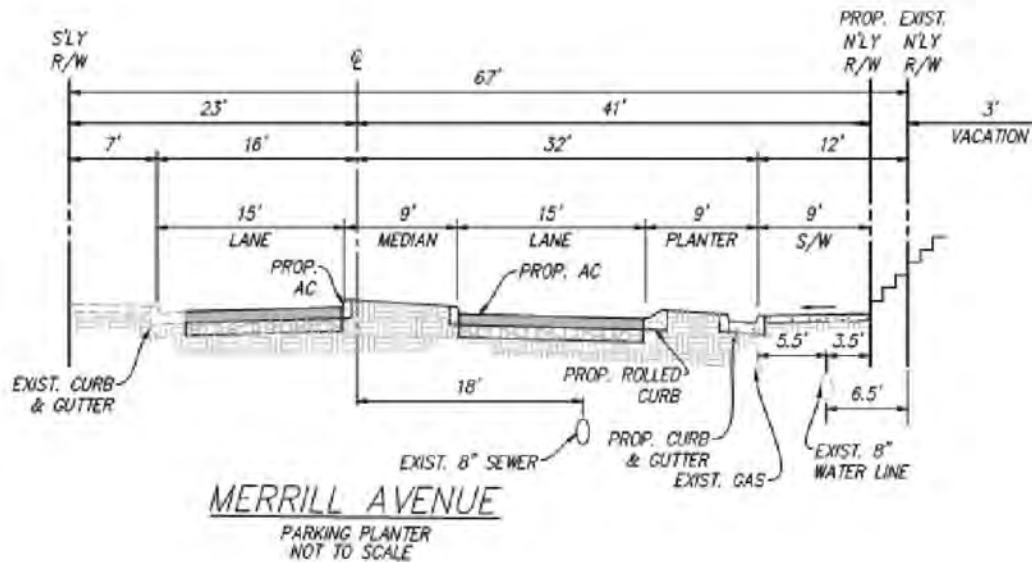 S'LY
R/W
℄
PROP.
N'LY
R/W
EXIST.
N'LY
R/W
67'
23'
41'
3'
VACATION
7'
16'
32'
12'
15'
LANE
9'
MEDIAN
15'
LANE
9'
PLANTER
9'
S/W
PROP.
AC
PROP. AC
EXIST. CURB
& GUTTER
18'
EXIST. 8" SEWER
PROP. ROLLED
CURB
PROP. CURB
& GUTTER
EXIST. GAS
5.5'
3.5'
6.5'
EXIST. 8"
WATER LINE
MERRILL AVENUE
PARKING PLANTER
NOT TO SCALE